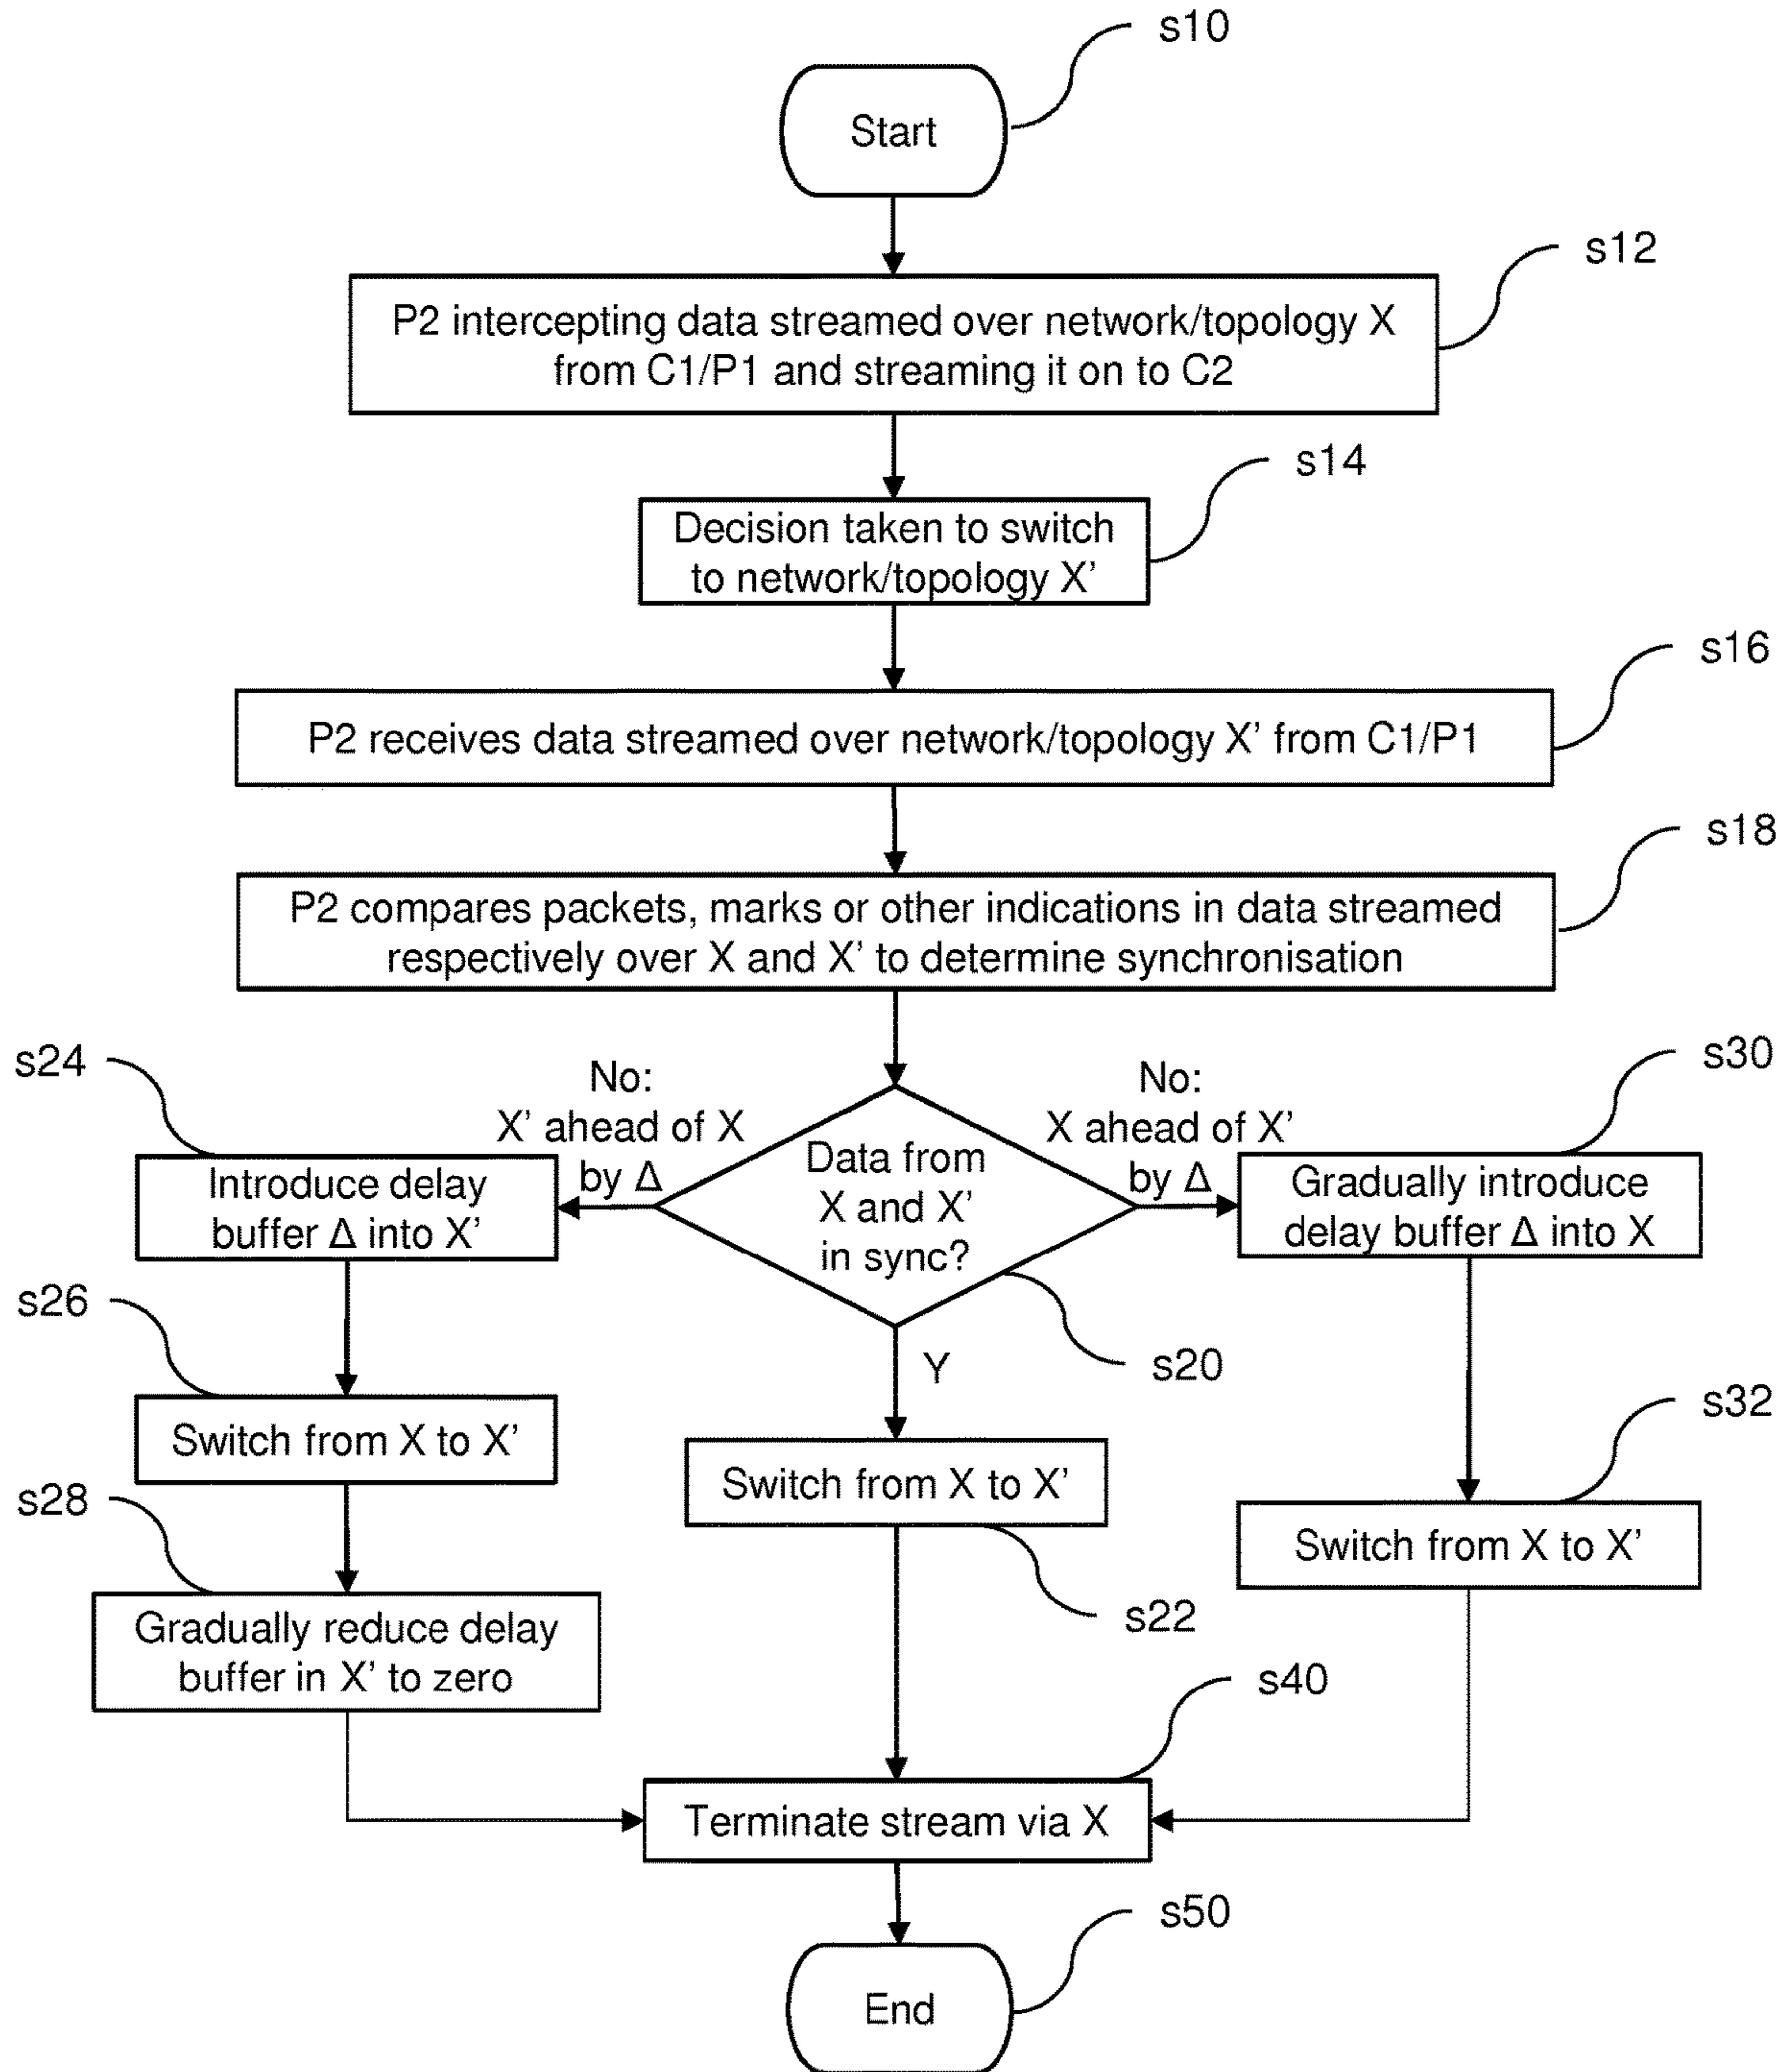 s10
Start
s12
P2 intercepting data streamed over network/topology X
from C1/P1 and streaming it on to C2
s14
Decision taken to switch
to network/topology X’
s16
P2 receives data streamed over network/topology X’ from C1/P1
s18
P2 compares packets, marks or other indications in data streamed
respectively over X and X’ to determine synchronisation
s24
No:
X’ ahead of X
by Δ
No:
X ahead of X’
by Δ
s30
Introduce delay
buffer Δ into X’
Data from
X and X’
in sync?
Gradually introduce
delay buffer Δ into X
s26
Y
s20
s32
Switch from X to X’
Switch from X to X’
Switch from X to X’
s28
s22
Gradually reduce delay
buffer in X’ to zero
s40
Terminate stream via X
s50
End